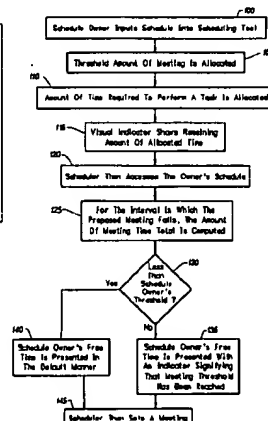 100
Schedule Owner Inputs Schedule Into Scheduling Tool
Threshold Amount Of Meeting Is Allocated
110
Amount Of Time Required To Perform A Task Is Allocated
115
Visual Indicator Shows Remaining
Amount Of Allocated Time
120
Scheduler Then Accesses The Owner's Schedule
125
For The Interval In Which The
Proposed Meeting Falls, The Amount
Of Meeting Time Total Is Computed
130
Less
Than
Schedule
Owner's
Threshold ?
Yes
No
140
Schedule Owner's Free
Time Is Presented In
The Default Manner
135
Schedule Owner's Free
Time Is Presented With
An Indicator Signifying
That Meeting Threshold
Has Been Reached
145
Scheduler Then Sets A Meeting